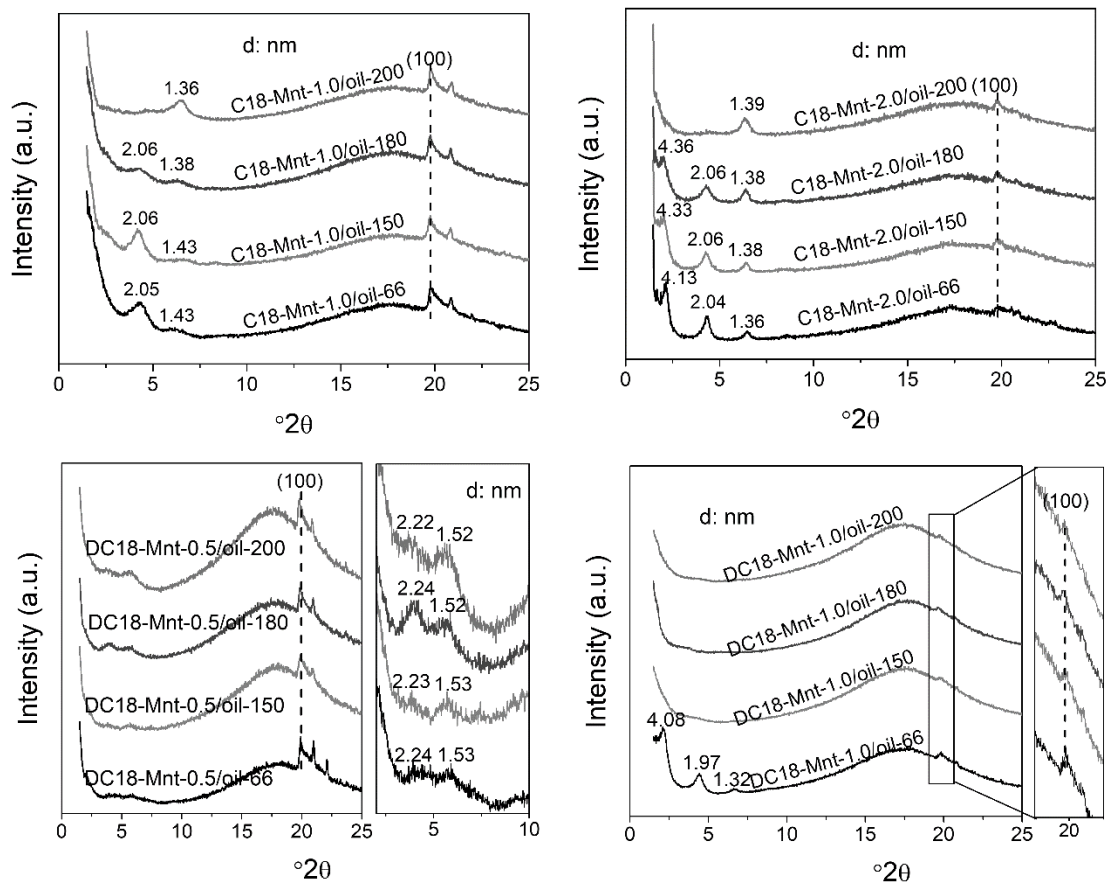 Intensity (a.u.)
d: nm
(100)
1.36
C18-Mnt-1.0/oil-200
2.06
1.38
C18-Mnt-1.0/oil-180
2.06
1.43
C18-Mnt-1.0/oil-150
2.05
1.43
C18-Mnt-1.0/oil-66
0
5
10
15
20
25
°2θ
Intensity (a.u.)
d: nm
(100)
1.39
C18-Mnt-2.0/oil-200
4.36
2.06
1.38
C18-Mnt-2.0/oil-180
4.33
2.06
1.38
C18-Mnt-2.0/oil-150
4.13
2.04
1.36
C18-Mnt-2.0/oil-66
0
5
10
15
20
25
°2θ
Intensity (a.u.)
(100)
DC18-Mnt-0.5/oil-200
DC18-Mnt-0.5/oil-180
DC18-Mnt-0.5/oil-150
DC18-Mnt-0.5/oil-66
0
5
10
15
20
25
d: nm
2.22
1.52
2.24
1.52
2.23
1.53
2.24
1.53
5
10
°2θ
Intensity (a.u.)
d: nm
DC18-Mnt-1.0/oil-200
DC18-Mnt-1.0/oil-180
DC18-Mnt-1.0/oil-150
4.08
1.97
1.32
DC18-Mnt-1.0/oil-66
0
5
10
15
20
25
(100)
20
°2θ